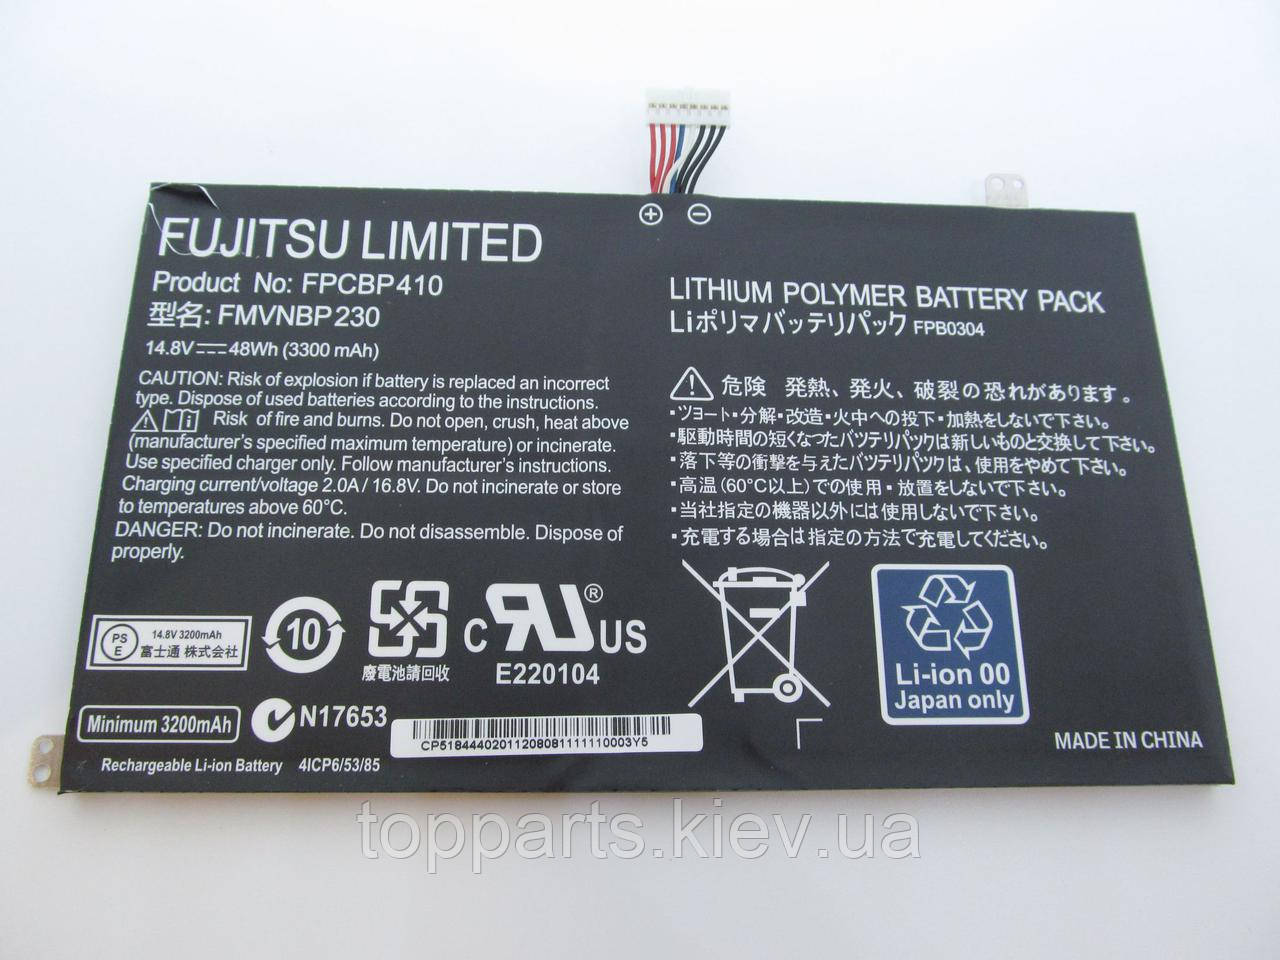 FUJITSU LIMITED
Product No: FPCBP410
型名: FMVNBP230
14.8V 48Wh (3300 mAh)
CAUTION: Risk of explosion if battery is replaced an incorrect
type. Dispose of used batteries according to the instructions.
Risk of fire and burns. Do not open, crush, heat above
(manufacturer's specified maximum temperature) or incinerate.
Use specified charger only. Follow manufacturer's instructions.
Charging current/voltage 2.0A / 16.8V. Do not incinerate or store
to temperatures above 60°C.
DANGER: Do not incinerate. Do not disassemble. Dispose of
properly.
LITHIUM POLYMER BATTERY PACK
Liポリマバッテリパック FPB0304
危険 発熱、発火、破裂の恐れがあります。
・ショート・分解・改造・火中への投下・加熱をしないで下さい。
・駆動時間の短くなったバッテリパックは新しいものと交換して下さい。
・落下等の衝撃を与えたバッテリパックは、使用をやめて下さい。
・高温(60°C以上)での使用・放置をしないで下さい。
・当社指定の機器以外には使用しないで下さい。
・充電する場合は指定の方法で充電してください。
PS
E
14.8V 3200mAh
富士通 株式会社
10
廢電池請回收
C RU ® US
E220104
Li-ion 00
Japan only
Minimum 3200mAh
N17653
CP51844402011208081111110003Y5
MADE IN CHINA
Rechargeable Li-ion Battery 4ICP6/53/85
topparts.kiev.ua